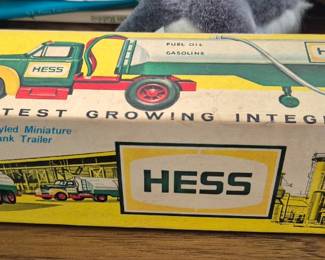 FUEL OIL
GASOLINE
HESS
TEST GROWING INTEG
yled Miniature
ank Trailer
HESS